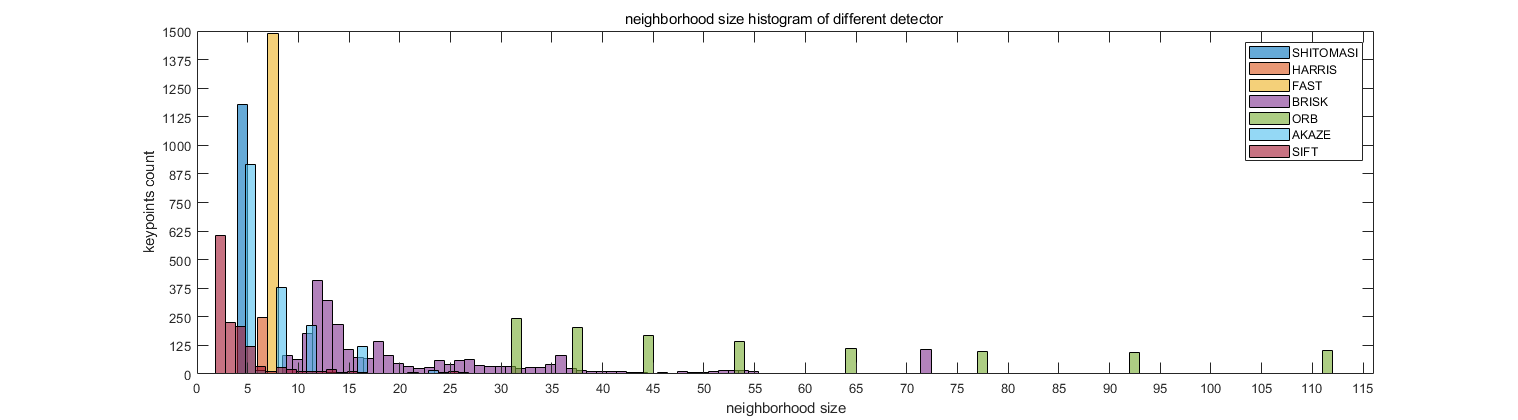 neighborhood size histogram of different detector
1500
1375
1250
1125
1000
875
750
625
500
375
250
125
0
keypoints count
SHITOMASI
HARRIS
FAST
BRISK
ORB
AKAZE
SIFT
0 5 10 15 20 25 30 35 40 45 50 55 60 65 70 75 80 85 90 95 100 105 110 115
neighborhood size